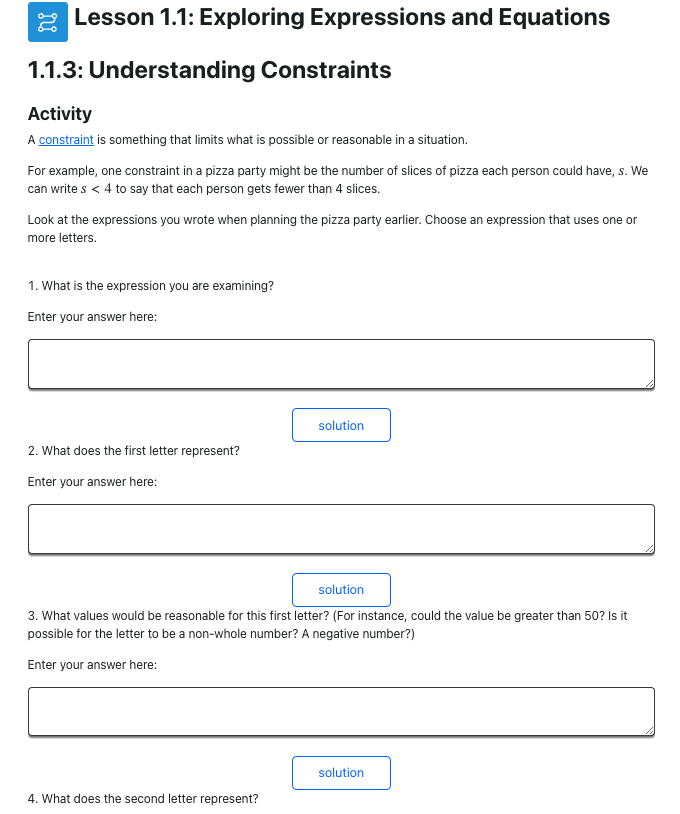 Lesson 1.1: Exploring Expressions and Equations
1.1.3: Understanding Constraints
Activity
A constraint is something that limits what is possible or reasonable in a situation.
For example, one constraint in a pizza party might be the number of slices of pizza each person could have, s. We
can write s < 4 to say that each person gets fewer than 4 slices.
Look at the expressions you wrote when planning the pizza party earlier. Choose an expression that uses one or
more letters.
1. What is the expression you are examining?
Enter your answer here:
solution
2. What does the first letter represent?
Enter your answer here:
solution
3. What values would be reasonable for this first letter? (For instance, could the value be greater than 50? Is it
possible for the letter to be a non-whole number? A negative number?)
Enter your answer here:
solution
4. What does the second letter represent?